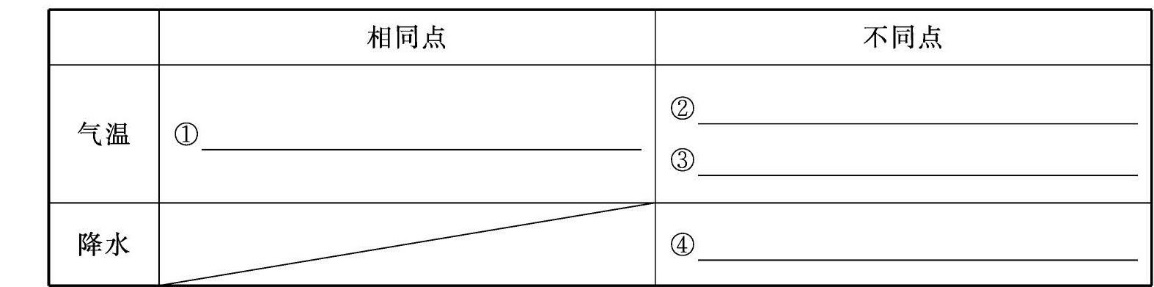 相同点 不同点
气温 ①
②
③
降水 ④